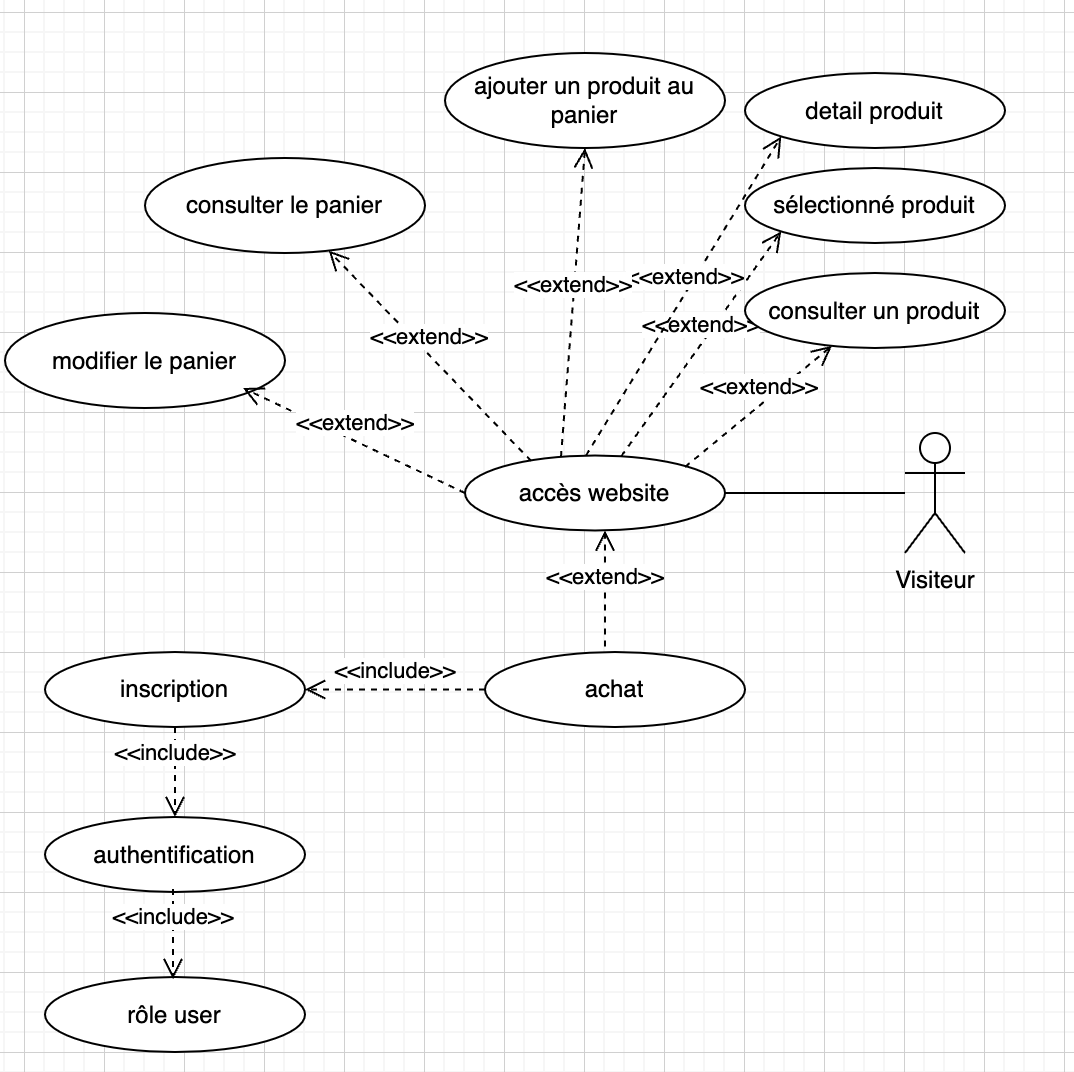 ajouter un produit au
panier
detail produit
consulter le panier
sélectionné produit
<<extend>>
<<extend>>
consulter un produit
<<extend>>
<<extend>>
modifier le panier
<<extend>>
<<extend>>
accès website
<<extend>>
Visiteur
<<include>>
inscription
achat
<<include>>
authentification
<<include>>
rôle user